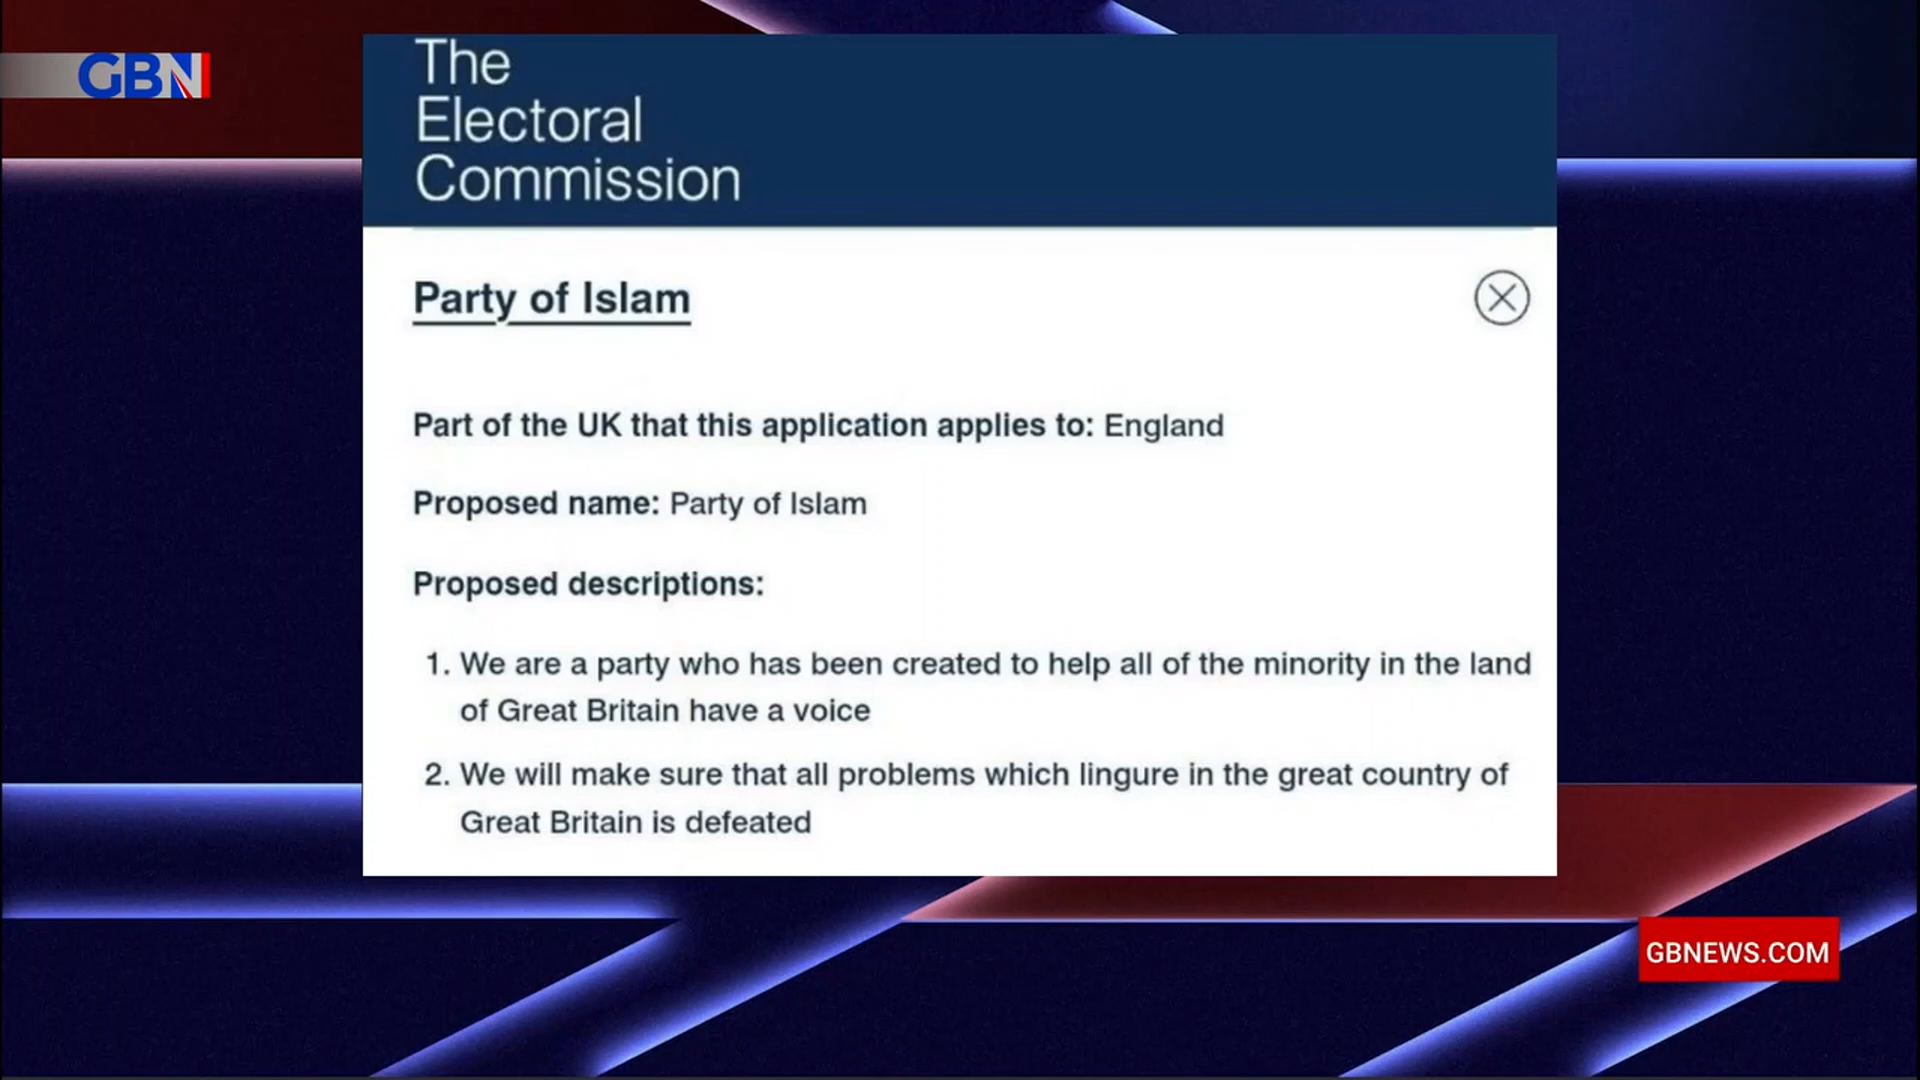 GBN
The
Electoral
Commission
Party of Islam
Part of the UK that this application applies to: England
Proposed name: Party of Islam
Proposed descriptions:
1. We are a party who has been created to help all of the minority in the land
of Great Britain have a voice
2. We will make sure that all problems which lingure in the great country of
Great Britain is defeated
GBNEWS.COM